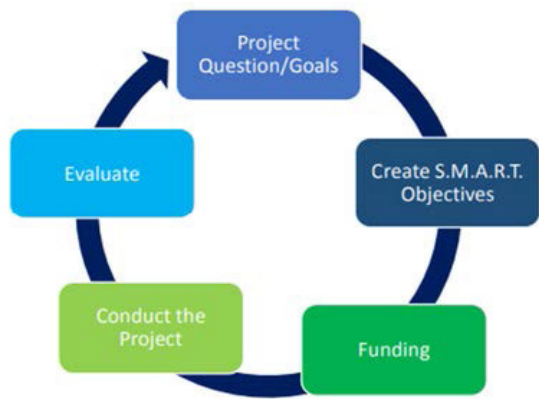 Project
Question/Goals
Create S.M.A.R.T.
Objectives
Funding
Conduct the
Project
Evaluate